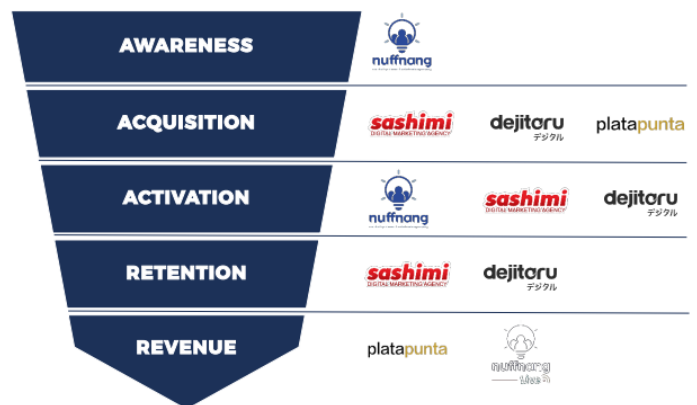 AWARENESS
nuffnang
ACQUISITION
sashimi
DIGITAL MARKETING AGENCY
dejitaru
デジタル
platapunta
ACTIVATION
nuffnang
sashimi
DIGITAL MARKETING AGENCY
dejitaru
デジタル
RETENTION
sashimi
DIGITAL MARKETING AGENCY
dejitaru
デジタル
REVENUE
platapunta
nuffnang
Live